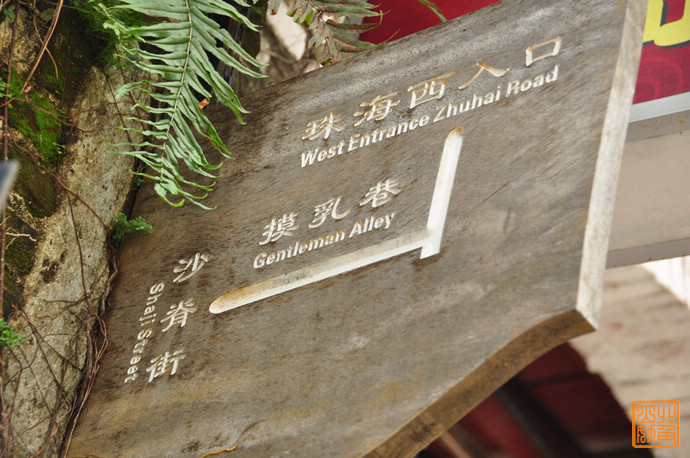 珠海西入口
West Entrance Zhuhai Road
摸乳巷
Gentleman Alley
沙脊街
Shaji Street